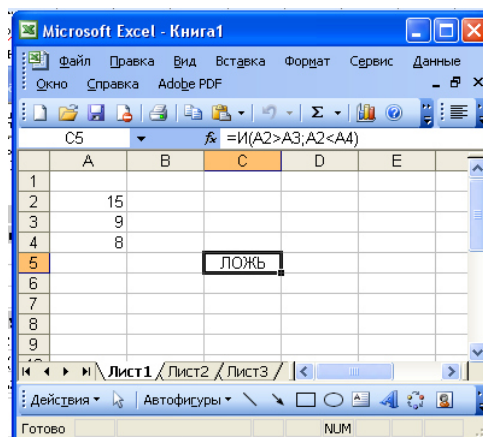 Microsoft Excel - Книга1
Файл Правка Вид Вставка Формат Сервис Данные
Окно Справка Adobe PDF
C5 fx =И(A2>A3;A2<A4)
A B C D E
1
2 15
3 9
4 8
5 ЛОЖЬ
6
7
8
9
Лист1 Лист2 Лист3
Действия Автофигуры
Готово NUM